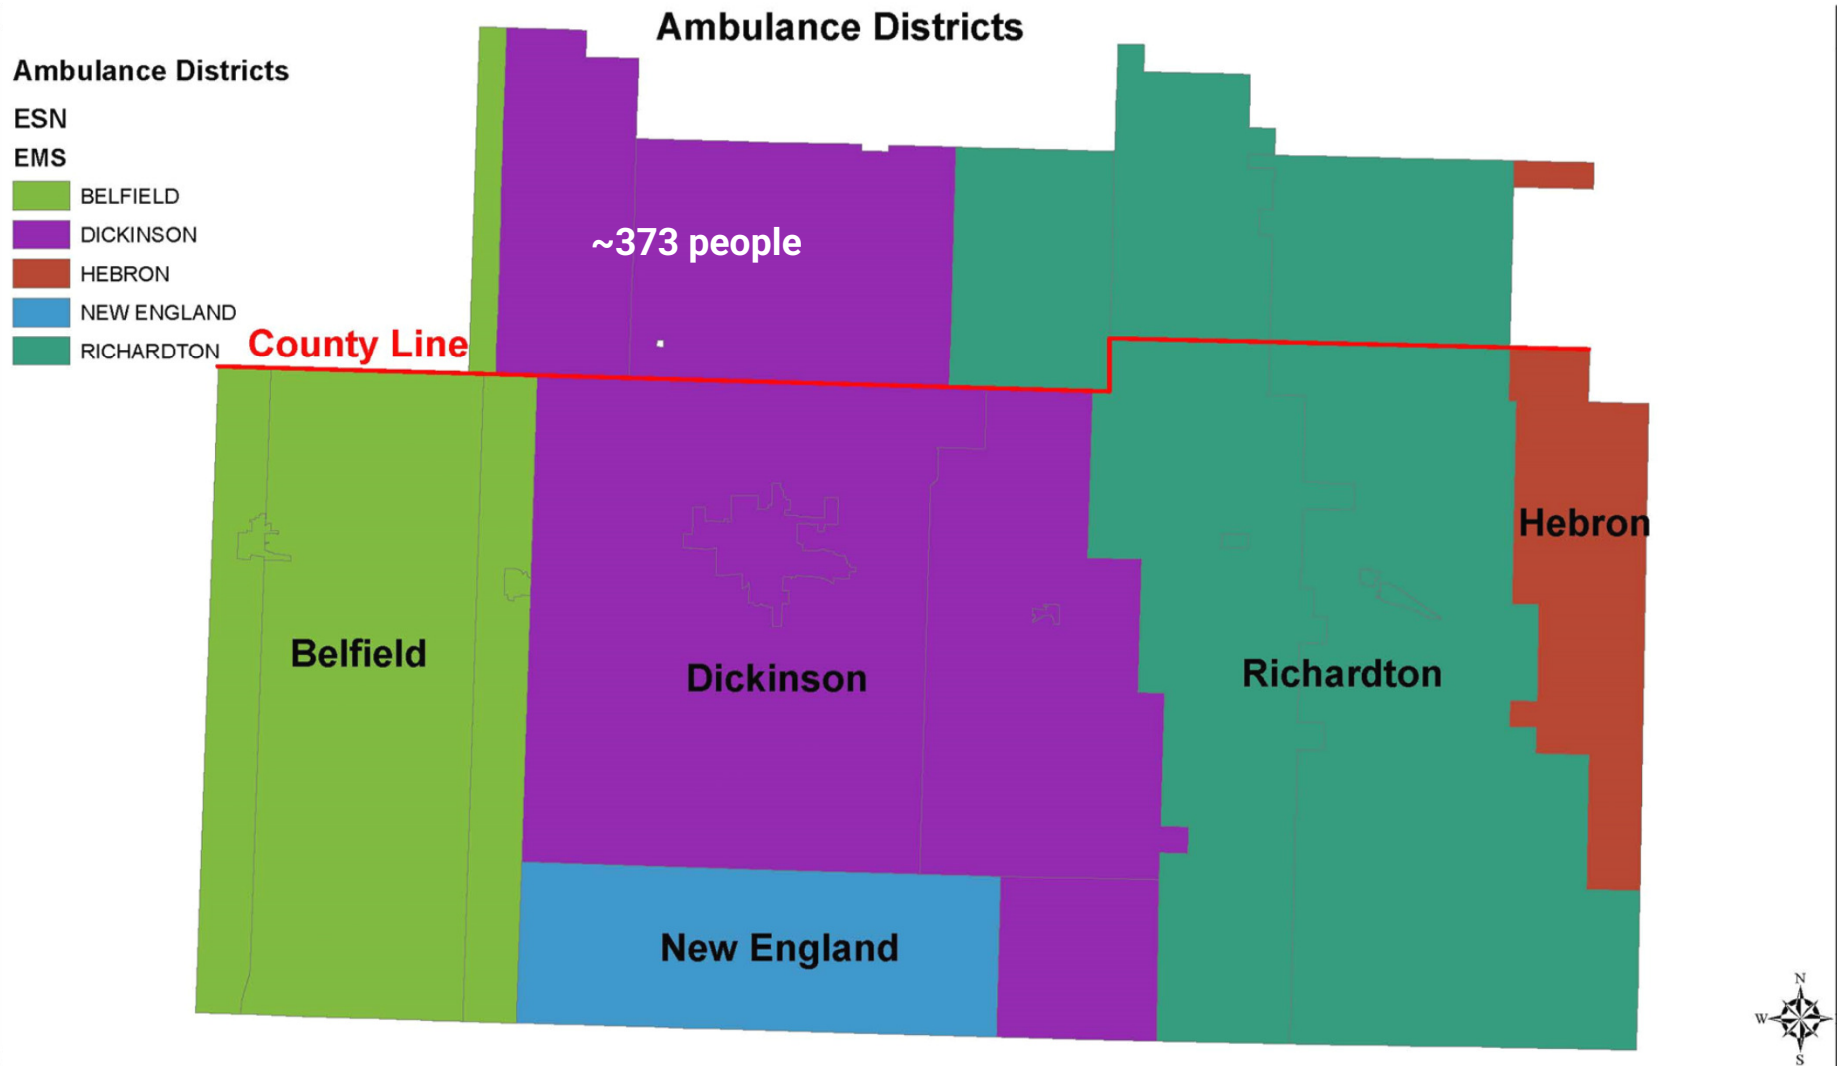 Ambulance Districts
Ambulance Districts
ESN
EMS
BELFIELD
DICKINSON
HEBRON
NEW ENGLAND
RICHARDTON
County Line
~373 people
Hebron
Belfield
Dickinson
Richardton
New England
N
W
S